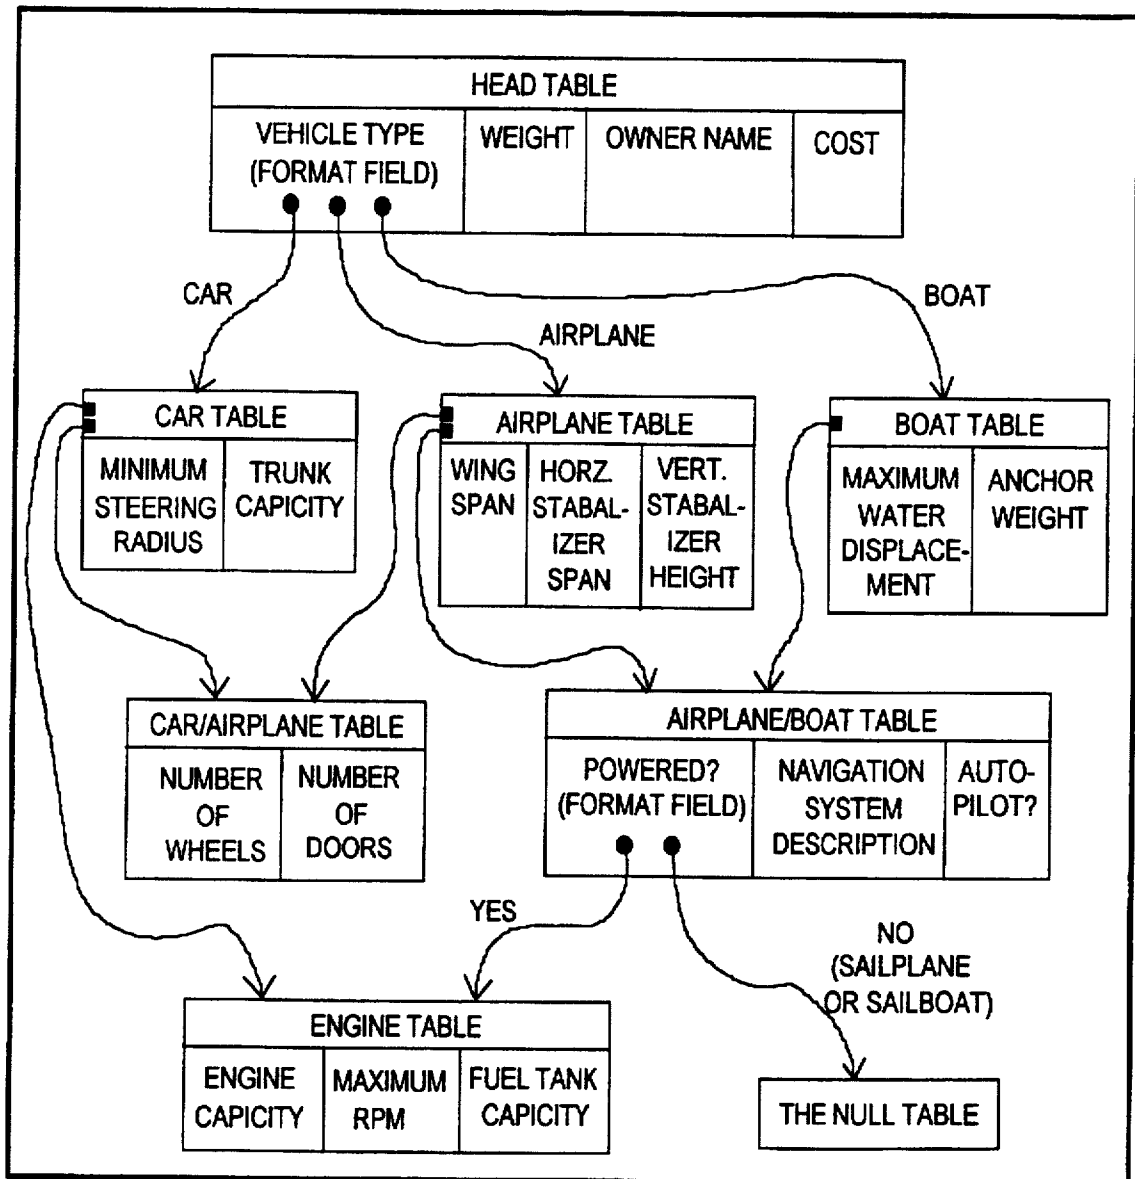 HEAD TABLE
VEHICLE TYPE
(FORMAT FIELD)
WEIGHT
OWNER NAME
COST
CAR
AIRPLANE
BOAT
CAR TABLE
MINIMUM
STEERING
RADIUS
TRUNK
CAPICITY
AIRPLANE TABLE
WING
SPAN
HORZ.
STABAL-
IZER
SPAN
VERT.
STABAL-
IZER
HEIGHT
BOAT TABLE
MAXIMUM
WATER
DISPLACE-
MENT
ANCHOR
WEIGHT
CAR/AIRPLANE TABLE
NUMBER
OF
WHEELS
NUMBER
OF
DOORS
AIRPLANE/BOAT TABLE
POWERED?
(FORMAT FIELD)
NAVIGATION
SYSTEM
DESCRIPTION
AUTO-
PILOT?
YES
NO
(SAILPLANE
OR SAILBOAT)
ENGINE TABLE
ENGINE
CAPICITY
MAXIMUM
RPM
FUEL TANK
CAPICITY
THE NULL TABLE